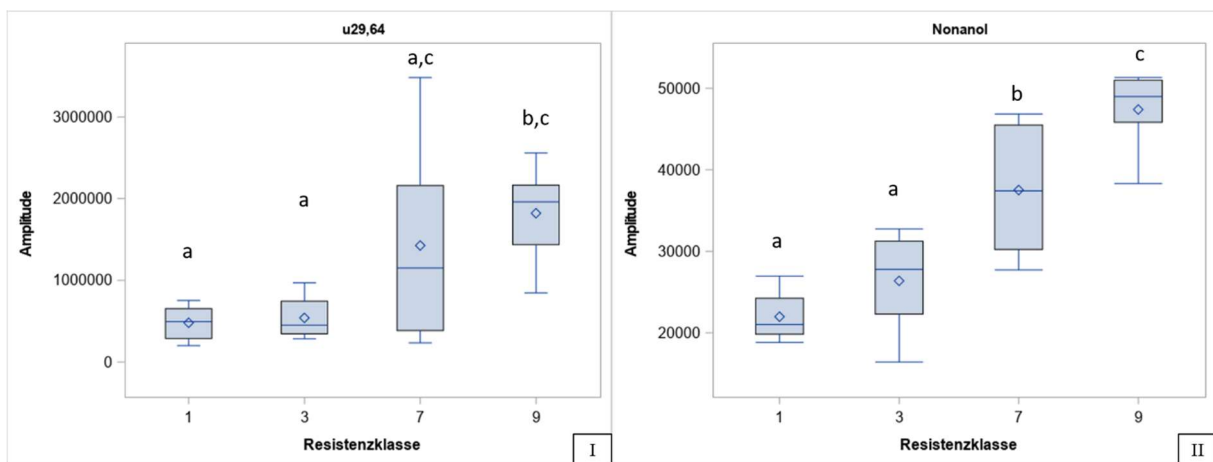 u29,64
a,c
3000000
b,c
2000000
a
a
1000000
0
Amplitude
1
3
7
9
Resistenzklasse
I
Nonanol
c
50000
b
40000
a
a
30000
20000
Amplitude
1
3
7
9
Resistenzklasse
II